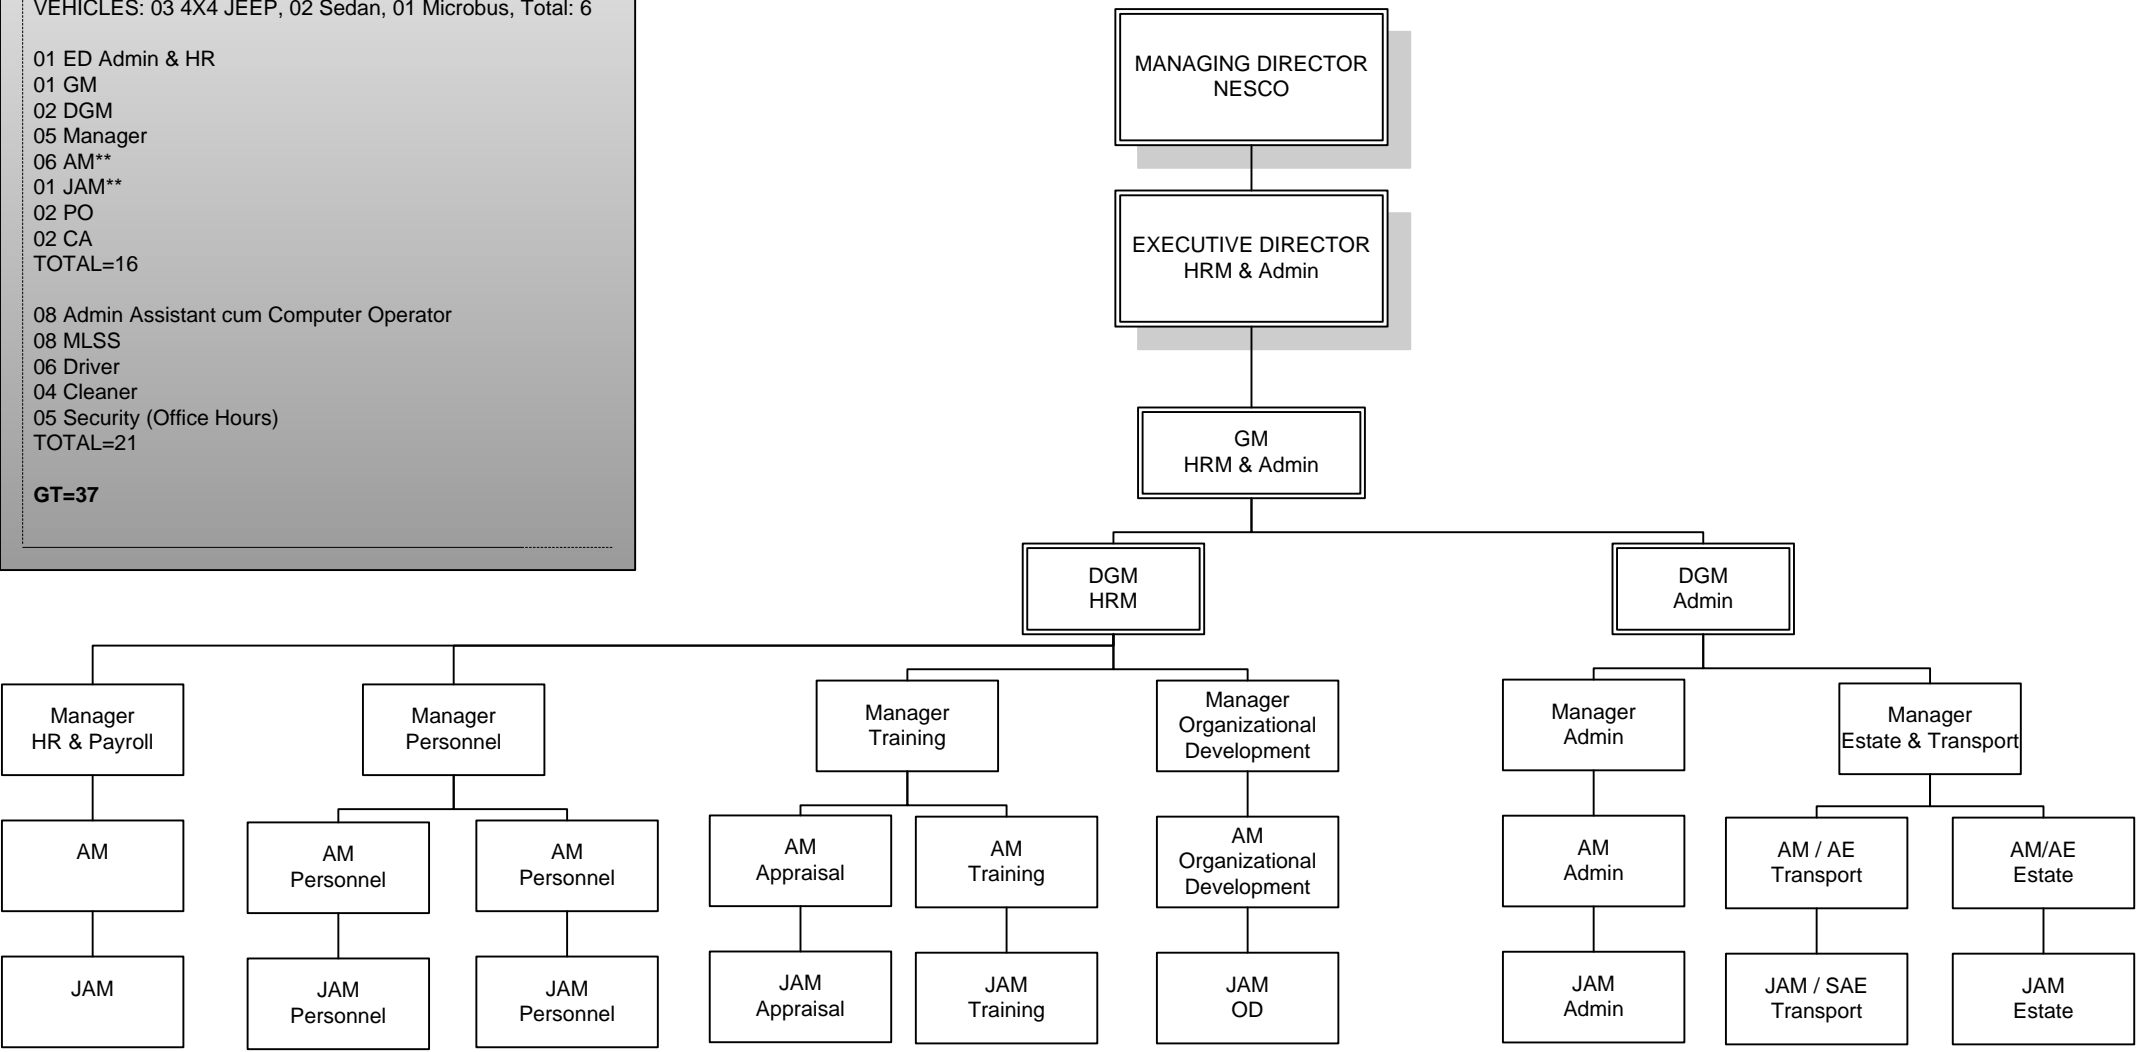 VEHICLES: 03 4X4 JEEP, 02 Sedan, 01 Microbus, Total: 6
01 ED Admin & HR
01 GM
02 DGM
05 Manager
06 AM**
01 JAM**
02 PO
02 CA
TOTAL=16
08 Admin Assistant cum Computer Operator
08 MLSS
06 Driver
04 Cleaner
05 Security (Office Hours)
TOTAL=21
GT=37
MANAGING DIRECTOR
NESCO
EXECUTIVE DIRECTOR
HRM & Admin
GM
HRM & Admin
DGM
HRM
DGM
Admin
Manager
HR & Payroll
Manager
Personnel
Manager
Training
Manager
Organizational
Development
Manager
Admin
Manager
Estate & Transport
AM
AM
Personnel
AM
Personnel
AM
Appraisal
AM
Training
AM
Organizational
Development
AM
Admin
AM / AE
Transport
AM/AE
Estate
JAM
JAM
Personnel
JAM
Personnel
JAM
Appraisal
JAM
Training
JAM
OD
JAM
Admin
JAM / SAE
Transport
JAM
Estate